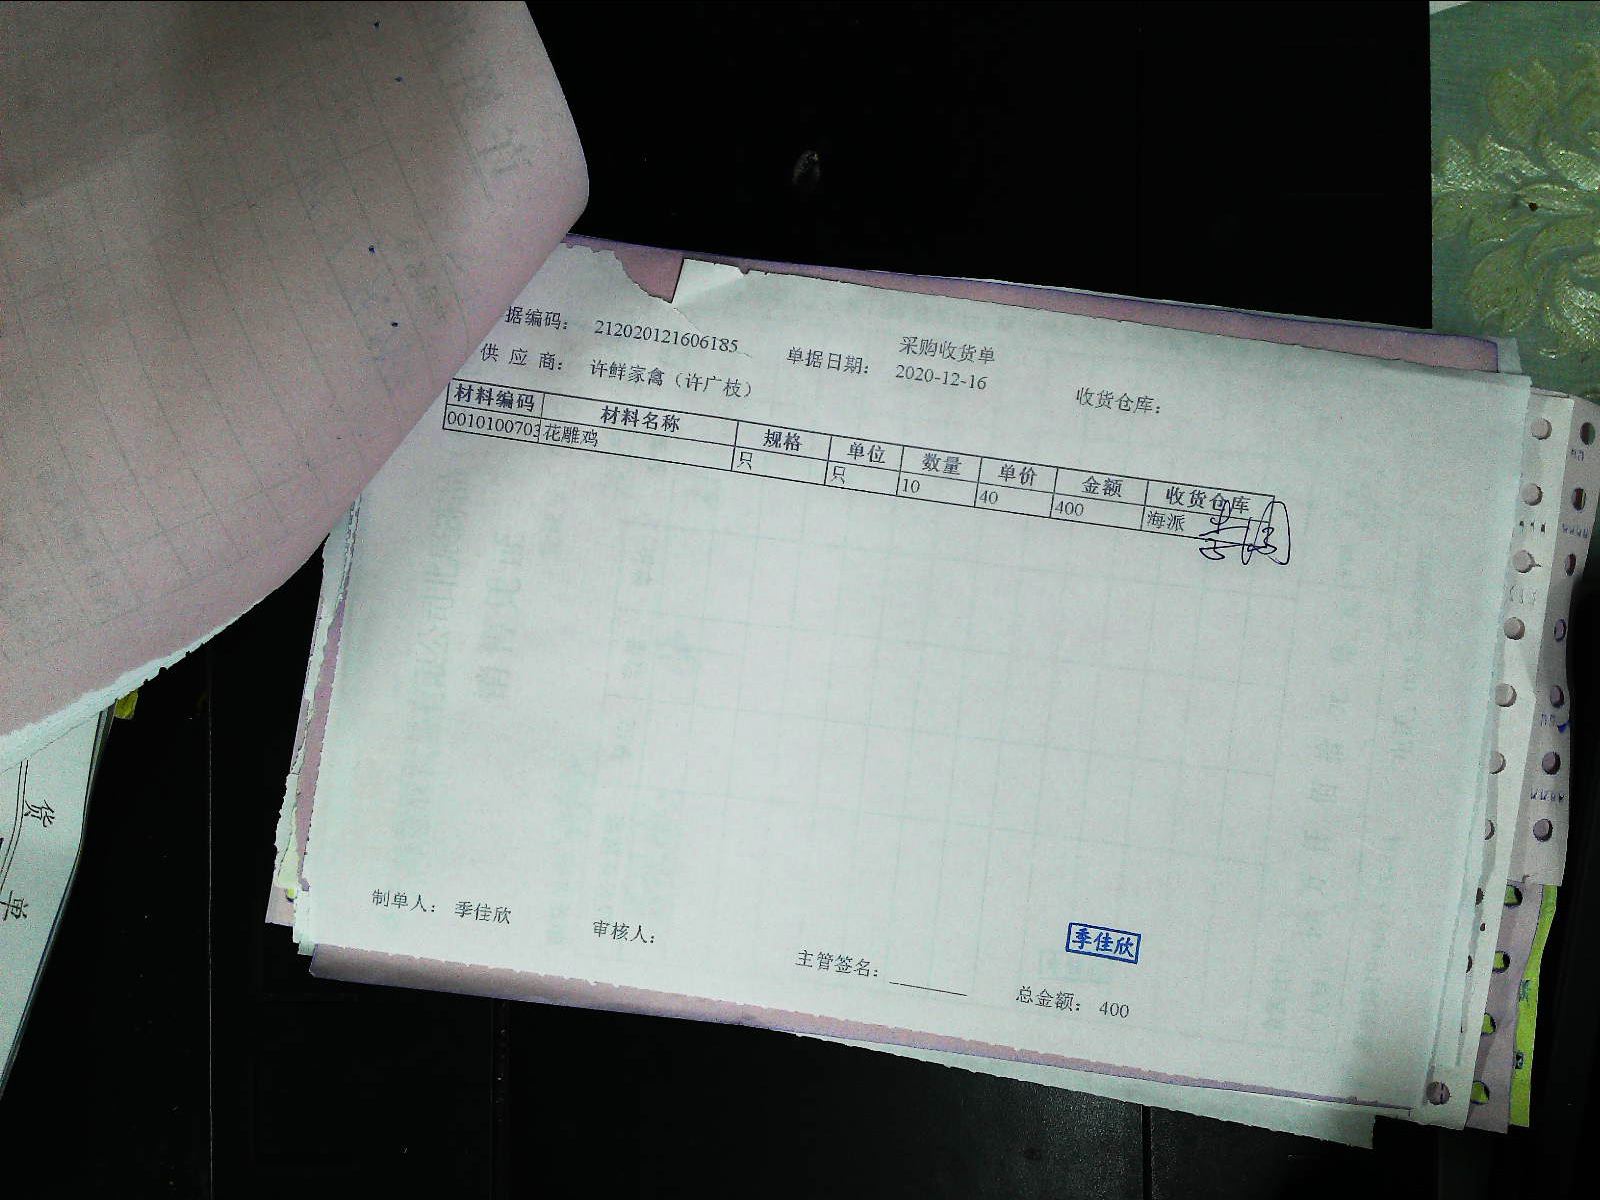 采购收货单
据编码： 212020121606185 单据日期： 2020-12-16 收货仓库：
供 应 商： 许鲜家禽（许广枝）
材料编码 材料名称 规格 单位 数量 单价 金额 收货仓库
0010100703 花雕鸡 只 只 10 40 400 海派
制单人： 季佳欣 审核人： 主管签名： 总金额： 400
季佳欣
货
单